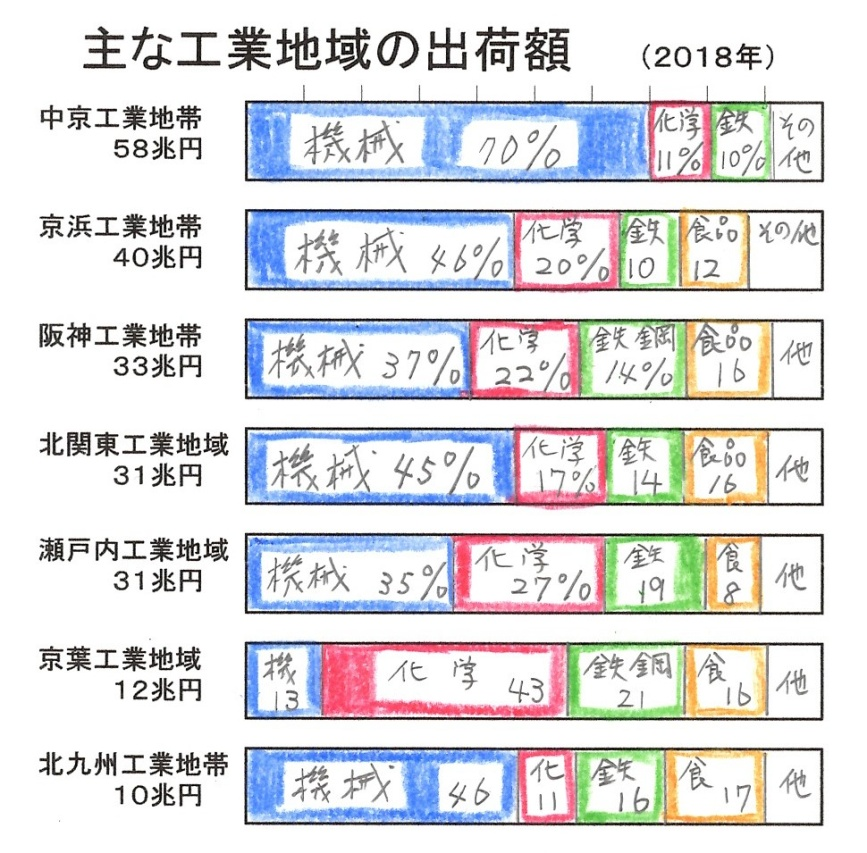 主な工業地域の出荷額 （2018年）
中京工業地帯
58兆円
機械 70%
化学
11%
鉄
10%
その
他
京浜工業地帯
40兆円
機械 46%
化学
20%
鉄
10
食品
12
その他
阪神工業地帯
33兆円
機械 37%
化学
22%
鉄鋼
14%
食品
16
他
北関東工業地域
31兆円
機械 45%
化学
17%
鉄
14
食品
16
他
瀬戸内工業地域
31兆円
機械 35%
化学
27%
鉄
19
食
8
他
京葉工業地域
12兆円
機
13
化学
43
鉄鋼
21
食
16
他
北九州工業地帯
10兆円
機械 46
化
11
鉄
16
食
17
他